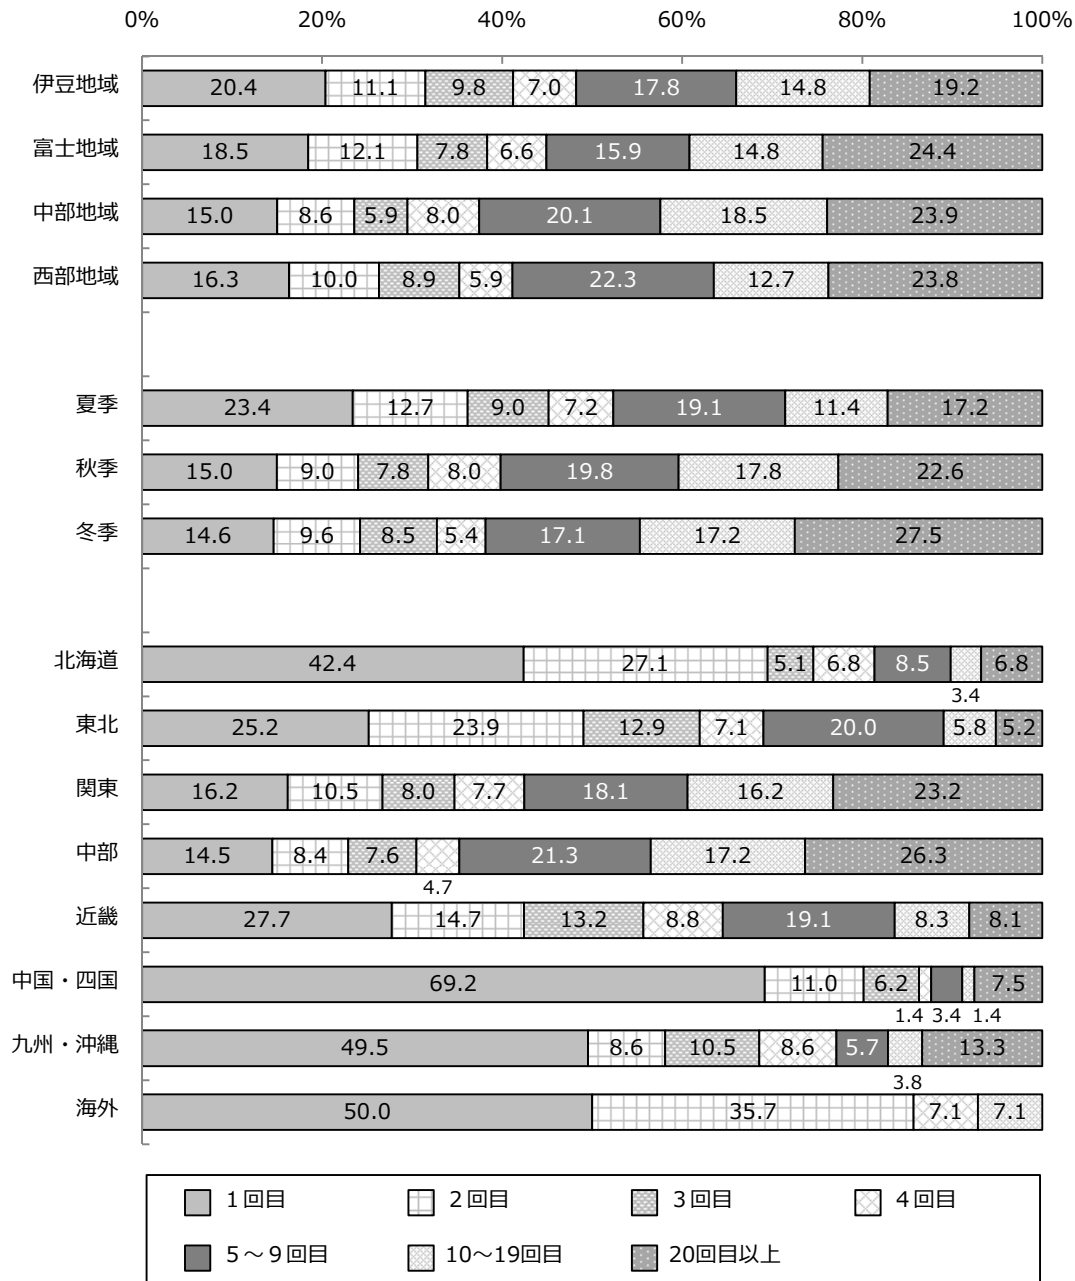 0% 20% 40% 60% 80% 100%
伊豆地域 20.4 11.1 9.8 7.0 17.8 14.8 19.2
富士地域 18.5 12.1 7.8 6.6 15.9 14.8 24.4
中部地域 15.0 8.6 5.9 8.0 20.1 18.5 23.9
西部地域 16.3 10.0 8.9 5.9 22.3 12.7 23.8
夏季 23.4 12.7 9.0 7.2 19.1 11.4 17.2
秋季 15.0 9.0 7.8 8.0 19.8 17.8 22.6
冬季 14.6 9.6 8.5 5.4 17.1 17.2 27.5
北海道 42.4 27.1 5.1 6.8 8.5 6.8
3.4
東北 25.2 23.9 12.9 7.1 20.0 5.8 5.2
関東 16.2 10.5 8.0 7.7 18.1 16.2 23.2
中部 14.5 8.4 7.6 21.3 17.2 26.3
4.7
近畿 27.7 14.7 13.2 8.8 19.1 8.3 8.1
中国・四国 69.2 11.0 6.2 7.5
1.4 3.4 1.4
九州・沖縄 49.5 8.6 10.5 8.6 5.7 13.3
3.8
海外 50.0 35.7 7.1 7.1
１回目 ２回目 ３回目 ４回目
５～９回目 10～19回目 20回目以上